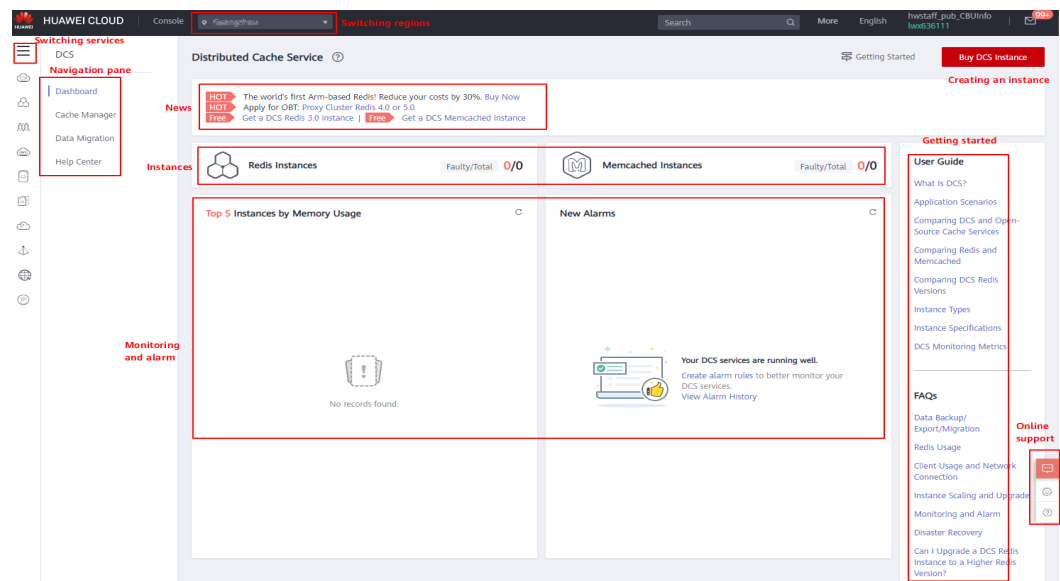 HUAWEI
HUAWEI CLOUD
Console
Switching regions
Search
More
English
hwstaff_pub_CBUInfo
lwx636111
99+
Switching services
DCS
Navigation pane
Dashboard
Cache Manager
Data Migration
Help Center
Distributed Cache Service
Getting Started
Buy DCS Instance
Creating an instance
News
HOT The world's first Arm-based Redis! Reduce your costs by 30%. Buy Now
HOT Apply for OBT: Proxy Cluster Redis 4.0 or 5.0
Free Get a DCS Redis 3.0 Instance | Free Get a DCS Memcached Instance
Instances
Redis Instances
Faulty/Total 0/0
Memcached Instances
Faulty/Total 0/0
Top 5 Instances by Memory Usage
New Alarms
Monitoring
and alarm
No records found.
Your DCS services are running well.
Create alarm rules to better monitor your
DCS services.
View Alarm History
Getting started
User Guide
What Is DCS?
Application Scenarios
Comparing DCS and Open-
Source Cache Services
Comparing Redis and
Memcached
Comparing DCS Redis
Versions
Instance Types
Instance Specifications
DCS Monitoring Metrics
FAQs
Data Backup/
Export/Migration
Redis Usage
Client Usage and Network
Connection
Instance Scaling and Upgrade
Monitoring and Alarm
Disaster Recovery
Can I Upgrade a DCS Redis
Instance to a Higher Redis
Version?
Online
support